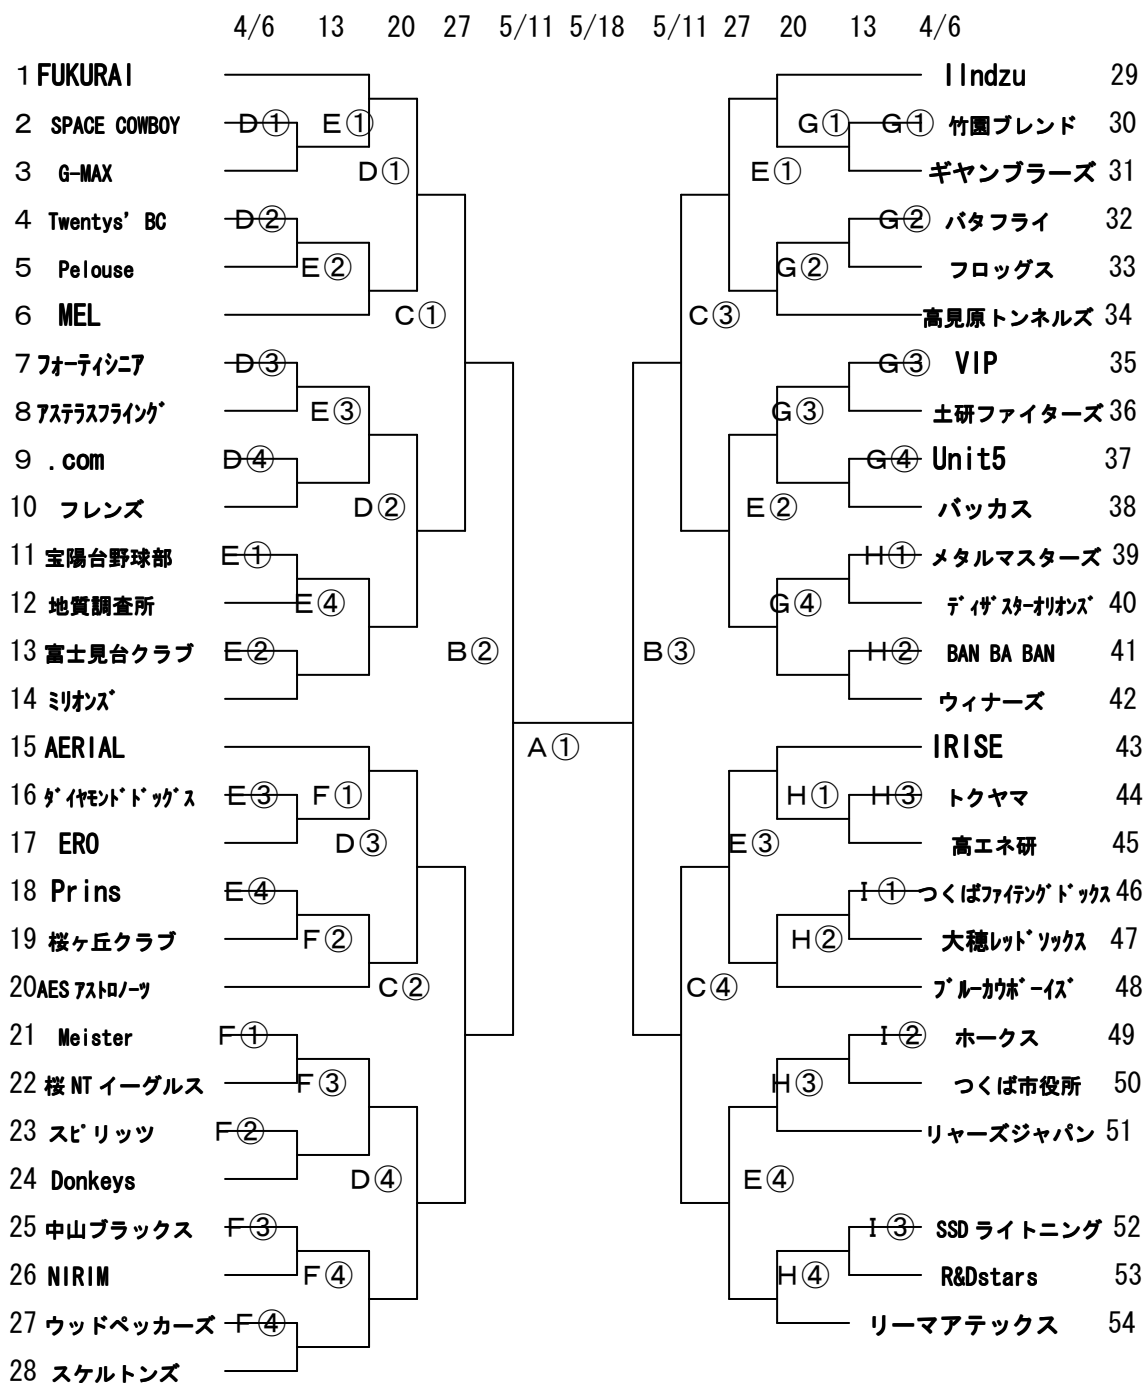 4/6 13 20 27 5/11 5/18 5/11 27 20 13 4/6
1 FUKURAI IIndzu 29
2 SPACE COWBOY D① E① G① G① 竹園ブレンド 30
3 G-MAX D① E① ギヤンブラーズ 31
4 Twentys' BC D② G② バタフライ 32
5 Pelouse E② G② フロッグス 33
6 MEL C① C③ 高見原トンネルズ 34
7 フォーティシニア D③ G③ VIP 35
8 アステラスフライング E③ G③ 土研ファイターズ 36
9 .com D④ G④ Unit5 37
10 フレンズ D② E② バッカス 38
11 宝陽台野球部 E① H① メタルマスターズ 39
12 地質調査所 E④ G④ ディザスターオリオンズ 40
13 富士見台クラブ E② B② B③ H② BAN BA BAN 41
14 ミリオンズ ウィナーズ 42
15 AERIAL A① IRISE 43
16 ダイヤモンドドッグス E③ F① H① H③ トクヤマ 44
17 ERO D③ E③ 高エネ研 45
18 Prins E④ I① つくばファイティングドックス 46
19 桜ヶ丘クラブ F② H② 大穂レッドソックス 47
20 AES アストロノーツ C② C④ ブルーカウボーイズ 48
21 Meister F① I② ホークス 49
22 桜 NT イーグルス F③ H③ つくば市役所 50
23 スピリッツ F② リャーズジャパン 51
24 Donkeys D④ E④
25 中山ブラックス F③ I③ SSD ライトニング 52
26 NIRIM F④ H④ R&Dstars 53
27 ウッドペッカーズ F④ リーマアテックス 54
28 スケルトンズ